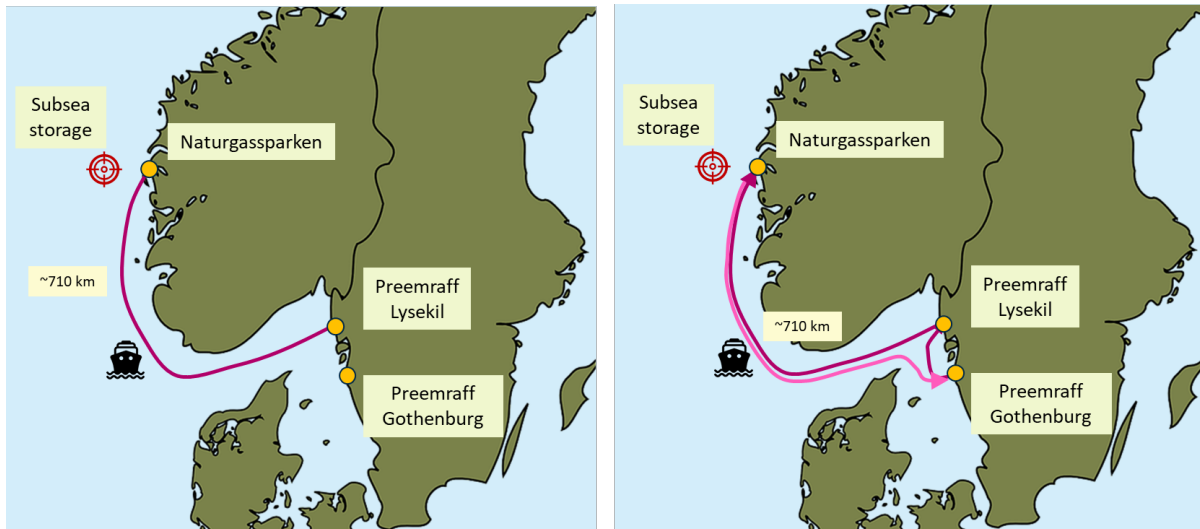 Subsea
storage
Naturgassparken
~710 km
Preemraff
Lysekil
Preemraff
Gothenburg
Subsea
storage
Naturgassparken
~710 km
Preemraff
Lysekil
Preemraff
Gothenburg